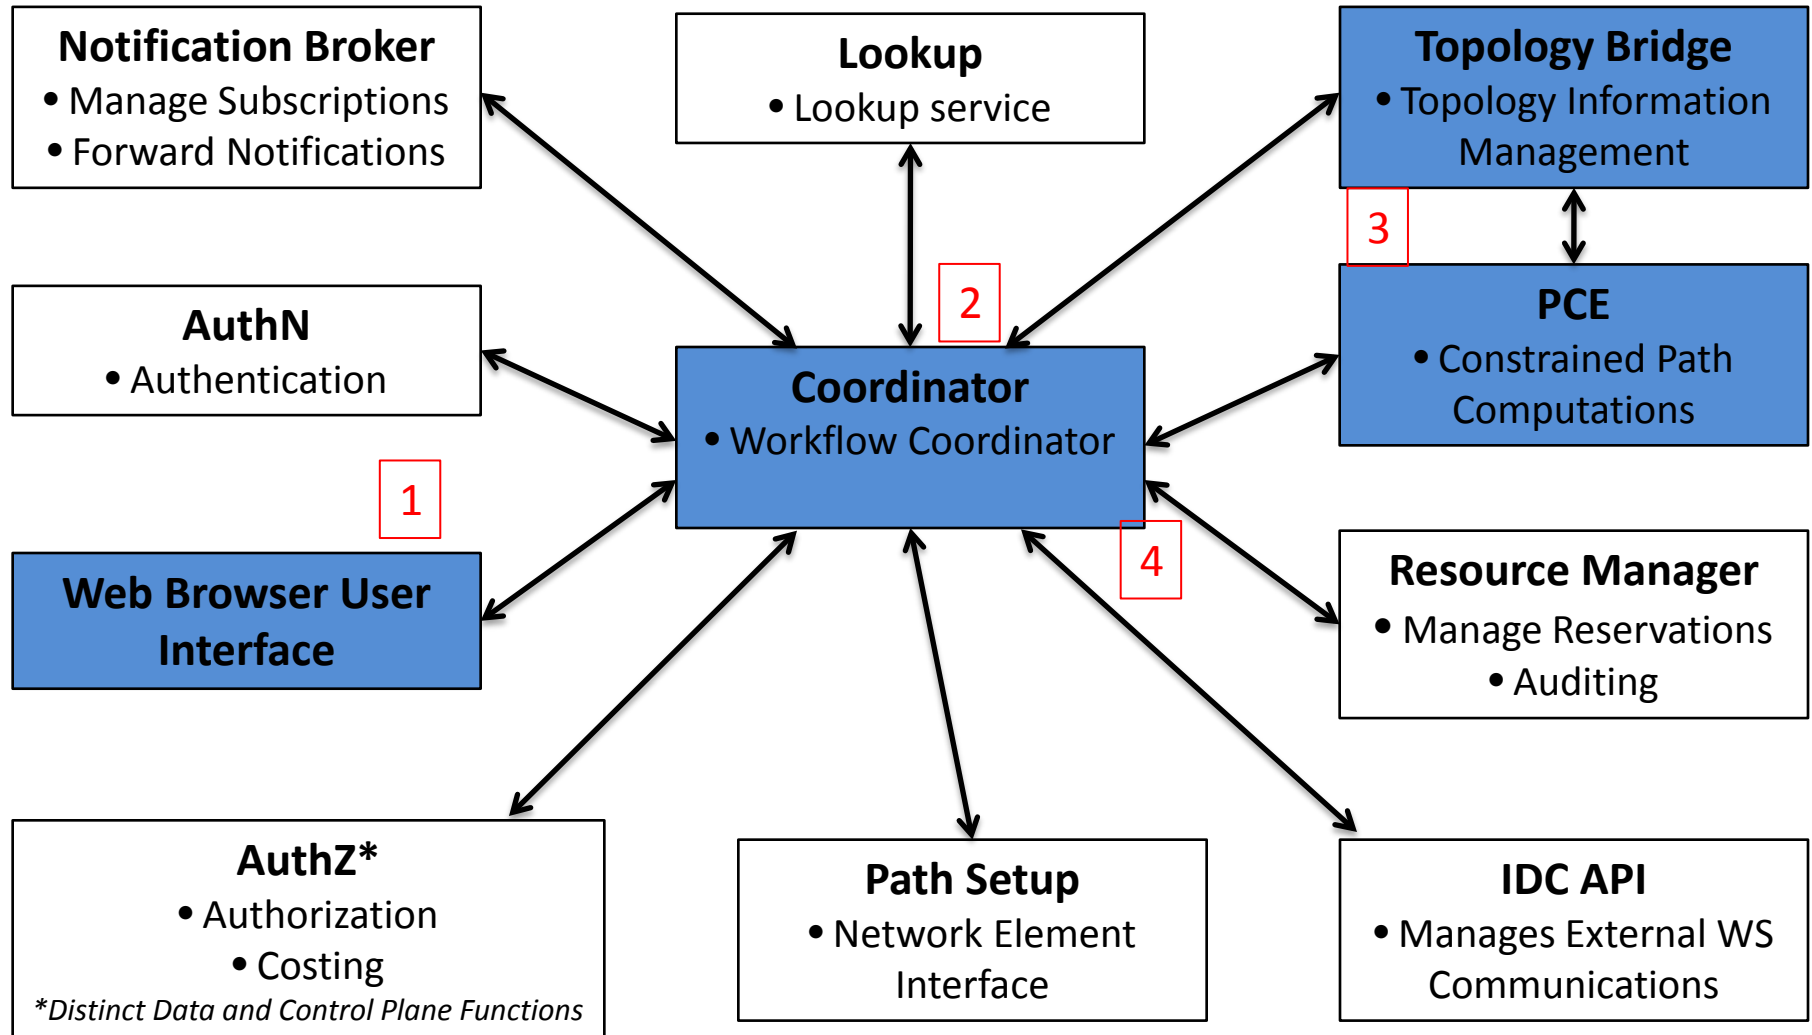 Notification Broker
• Manage Subscriptions
• Forward Notifications
Lookup
• Lookup service
Topology Bridge
• Topology Information
Management
3
2
AuthN
• Authentication
Coordinator
• Workflow Coordinator
PCE
• Constrained Path
Computations
1
4
Web Browser User
Interface
Resource Manager
• Manage Reservations
• Auditing
AuthZ*
• Authorization
• Costing
*Distinct Data and Control Plane Functions
Path Setup
• Network Element
Interface
IDC API
• Manages External WS
Communications